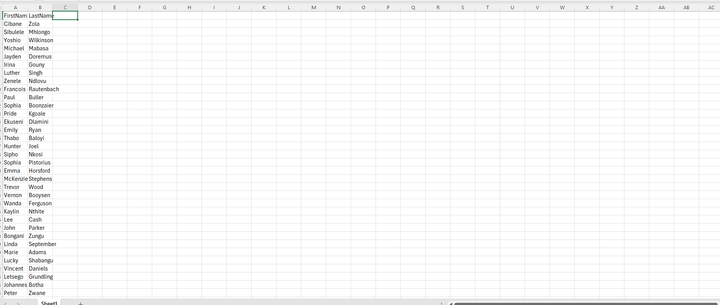 A B C D E F G H I J K L M N O P Q R S T U V W X Y Z AA AB AC
FirstNam LastName
Cibane Zola
Sibulele Mhlongo
Yoshio Wilkinson
Michael Mabasa
Jayden Doremus
Irina Gouny
Luther Singh
Zenele Ndlovu
Francois Rautenbach
Paul Buller
Sophia Boonzaier
Pride Kgoale
Ekuseni Dlamini
Emily Ryan
Thabo Baloyi
Hunter Joel
Sipho Nkosi
Sophia Pistorius
Emma Horsford
McKenzie Stephens
Trevor Wood
Vernon Booysen
Wanda Ferguson
Kaylin Nthite
Lee Cash
John Parker
Bongani Zungu
Linda September
Marie Adams
Lucky Shabangu
Vincent Daniels
Letsego Grundling
Johannes Botha
Peter Zwane
Sheet1